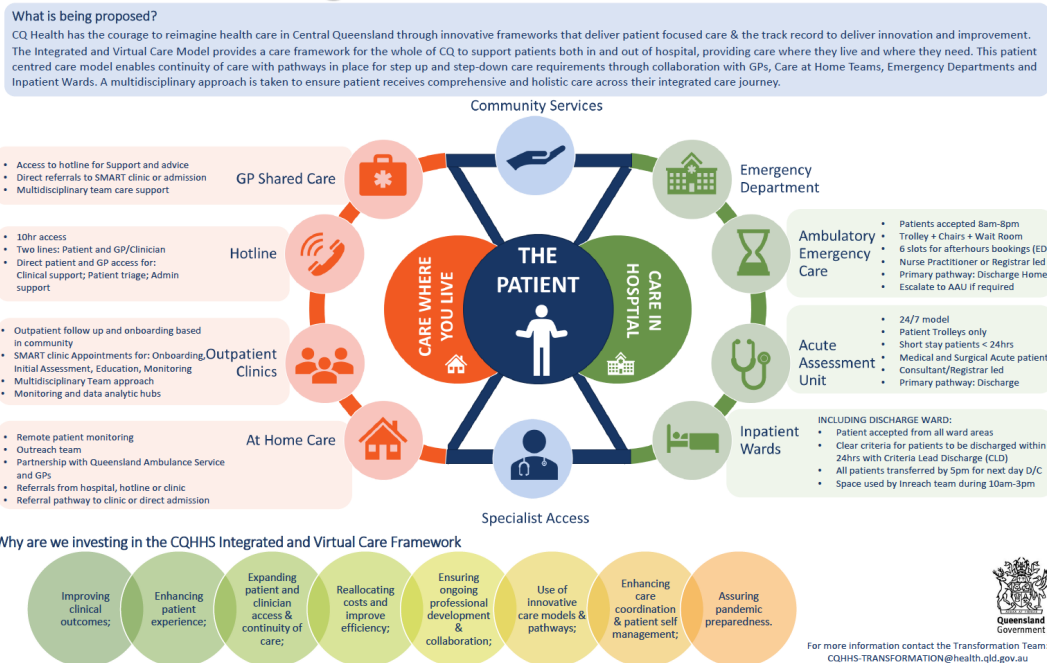 What is being proposed?
CQ Health has the courage to reimagine health care in Central Queensland through innovative frameworks that deliver patient focused care & the track record to deliver innovation and improvement.
The Integrated and Virtual Care Model provides a care framework for the whole of CQ to support patients both in and out of hospital, providing care where they live and where they need. This patient
centred care model enables continuity of care with pathways in place for step up and step-down care requirements through collaboration with GPs, Care at Home Teams, Emergency Departments and
Inpatient Wards. A multidisciplinary approach is taken to ensure patient receives comprehensive and holistic care across their integrated care journey.
Community Services
• Access to hotline for Support and advice
• Direct referrals to SMART clinic or admission
• Multidisciplinary team care support
GP Shared Care
• 10hr access
• Two lines: Patient and GP/Clinician
• Direct patient and GP access for:
Clinical support; Patient triage; Admin
support
Hotline
• Outpatient follow up and onboarding based
in community
• SMART clinic Appointments for: Onboarding,
Initial Assessment, Education, Monitoring
• Multidisciplinary Team approach
• Monitoring and data analytic hubs
Outpatient
Clinics
• Remote patient monitoring
• Outreach team
• Partnership with Queensland Ambulance Service
and GPs
• Referrals from hospital, hotline or clinic
• Referral pathway to clinic or direct admission
At Home Care
CARE WHERE
YOU LIVE
THE
PATIENT
CARE IN
HOSPTIAL
Emergency
Department
Ambulatory
Emergency
Care
• Patients accepted 8am-8pm
• Trolley + Chairs + Wait Room
• 6 slots for afterhours bookings (ED
• Nurse Practitioner or Registrar led
• Primary pathway: Discharge Home
• Escalate to AAU if required
Acute
Assessment
Unit
• 24/7 model
• Patient Trolleys only
• Short stay patients < 24hrs
• Medical and Surgical Acute patient
• Consultant/Registrar led
• Primary pathway: Discharge
Inpatient
Wards
INCLUDING DISCHARGE WARD:
• Patient accepted from all ward areas
• Clear criteria for patients to be discharged within
24hrs with Criteria Lead Discharge (CLD)
• All patients transferred by 5pm for next day D/C
• Space used by Inreach team during 10am-3pm
Specialist Access
Why are we investing in the CQHHS Integrated and Virtual Care Framework
Improving
clinical
outcomes;
Enhancing
patient
experience;
Expanding
patient and
clinician
access &
continuity of
care;
Reallocating
costs and
improve
efficiency;
Ensuring
ongoing
professional
development
&
collaboration;
Use of
innovative
care models &
pathways;
Enhancing
care
coordination
& patient self
management;
Assuring
pandemic
preparedness.
Queensland
Government
For more information contact the Transformation Team:
CQHHS-TRANSFORMATION@health.qld.gov.au